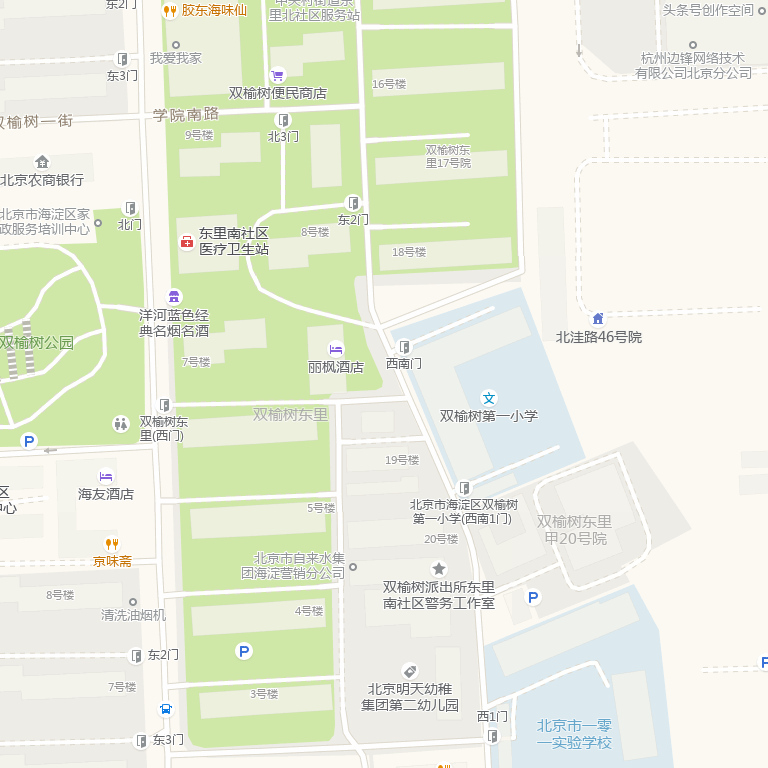 东2门
胶东海味仙
里北社区服务站
头条号创作空间
我爱我家
东3门
杭州边锋网络技术
有限公司北京分公司
16号楼
双榆树便民商店
双榆树一街
学院南路
9号楼
北3门
双榆树东
里17号院
北京农商银行
北京市海淀区家
政服务培训中心
北门
东2门
东里南社区
医疗卫生站
8号楼
18号楼
洋河蓝色经
典名烟名酒
双榆树公园
7号楼
丽枫酒店
西南门
北洼路46号院
双榆树东
里(西门)
双榆树东里
双榆树第一小学
P
19号楼
区
中心
海友酒店
5号楼
北京市海淀区双榆树
第一小学(西南1门)
双榆树东里
甲20号院
20号楼
京味斋
北京市自来水集
团海淀营销分公司
双榆树派出所东里
南社区警务工作室
8号楼
清洗油烟机
4号楼
P
东2门
P
P
7号楼
3号楼
北京明天幼稚
集团第二幼儿园
西1门
北京市一零
一实验学校
东3门